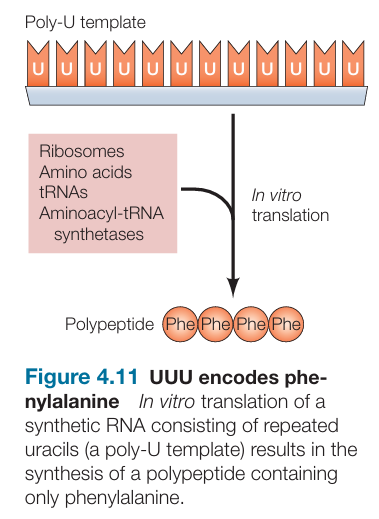 Poly-U template
U U U U U U U U U U U U
Ribosomes
Amino acids
tRNAs
Aminoacyl-tRNA
synthetases
In vitro
translation
Polypeptide Phe Phe Phe Phe
Figure 4.11 UUU encodes phe-
nylalanine In vitro translation of a
synthetic RNA consisting of repeated
uracils (a poly-U template) results in the
synthesis of a polypeptide containing
only phenylalanine.